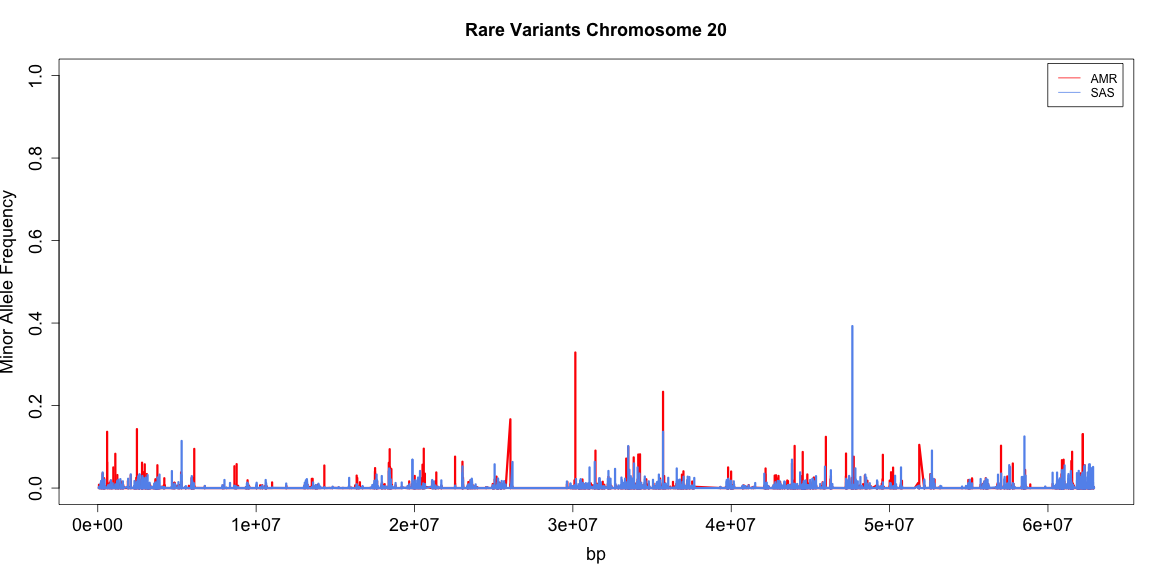 Rare Variants Chromosome 20
AMR
SAS
Minor Allele Frequency
1.0
0.8
0.6
0.4
0.2
0.0
0e+00 1e+07 2e+07 3e+07 4e+07 5e+07 6e+07
bp